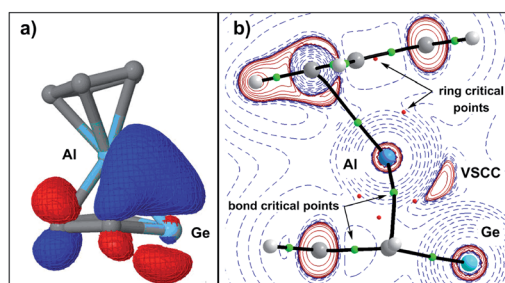 a)
Al
Ge
b)
ring critical
points
Al
VSCC
bond critical
points
Ge